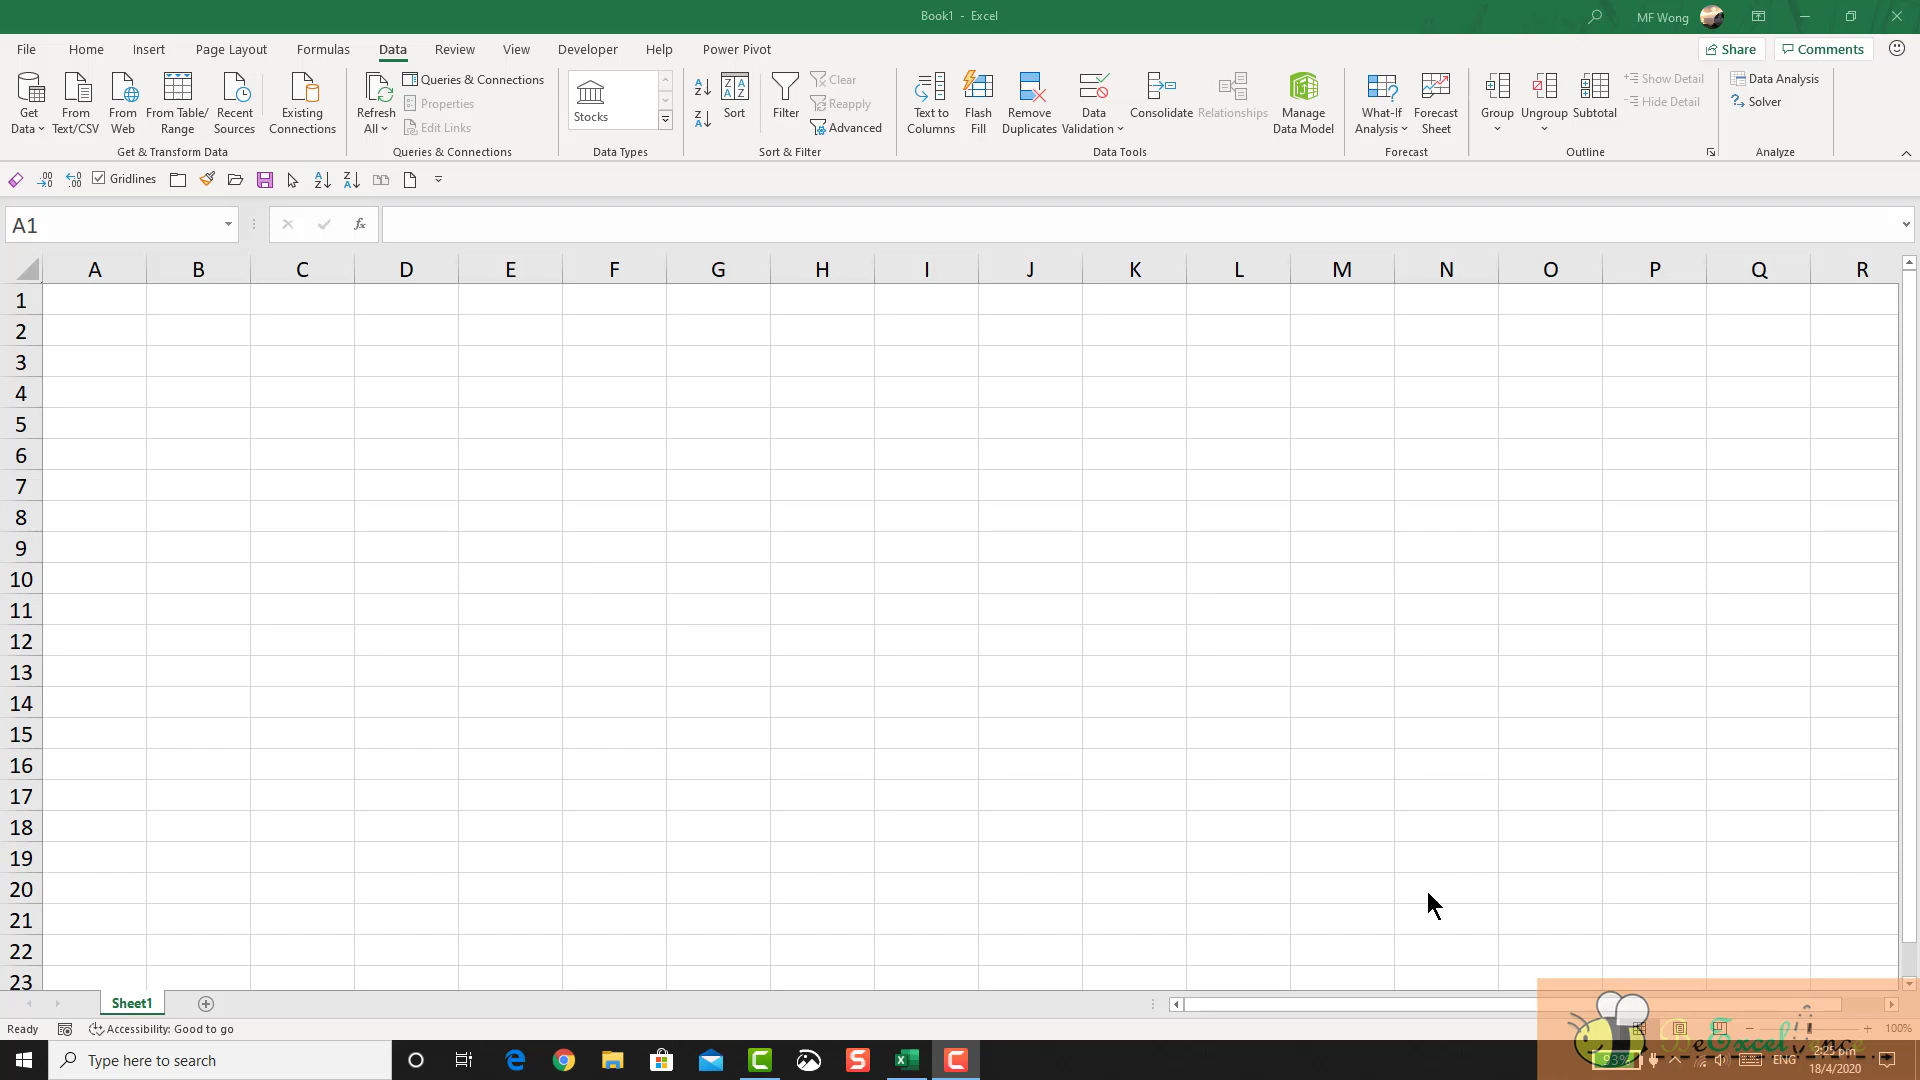 Book1 - Excel
MF Wong
File Home Insert Page Layout Formulas Data Review View Developer Help Power Pivot
Share Comments
Get Data
From Text/CSV
From Web
From Table/ Range
Recent Sources
Existing Connections
Get & Transform Data
Refresh All
Queries & Connections
Properties
Edit Links
Queries & Connections
Stocks
Data Types
Sort
Filter
Clear
Reapply
Advanced
Sort & Filter
Text to Columns
Flash Fill
Remove Duplicates
Data Validation
Consolidate
Relationships
Manage Data Model
Data Tools
What-If Analysis
Forecast Sheet
Forecast
Group
Ungroup
Subtotal
Show Detail
Hide Detail
Outline
Data Analysis
Solver
Analyze
Gridlines
A1
fx
A B C D E F G H I J K L M N O P Q R
1
2
3
4
5
6
7
8
9
10
11
12
13
14
15
16
17
18
19
20
21
22
23
Sheet1
Ready Accessibility: Good to go
100%
Type here to search
93%
ENG
2:25 pm
18/4/2020